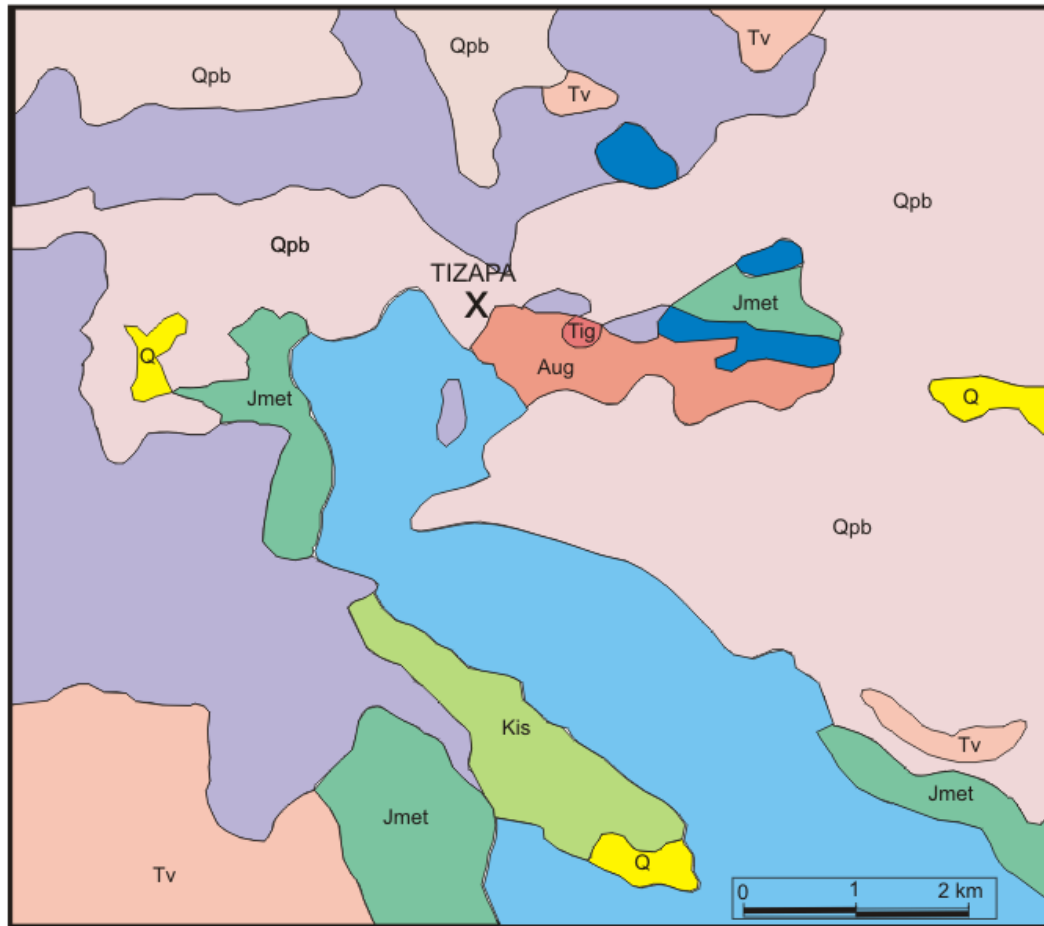 Tv
Qpb
Qpb
Tv
Qpb
Qpb
TIZAPA
X
Jmet
Tig
Q
Aug
Jmet
Q
Qpb
Kis
Tv
Jmet
Jmet
Q
Tv
0 1 2 km